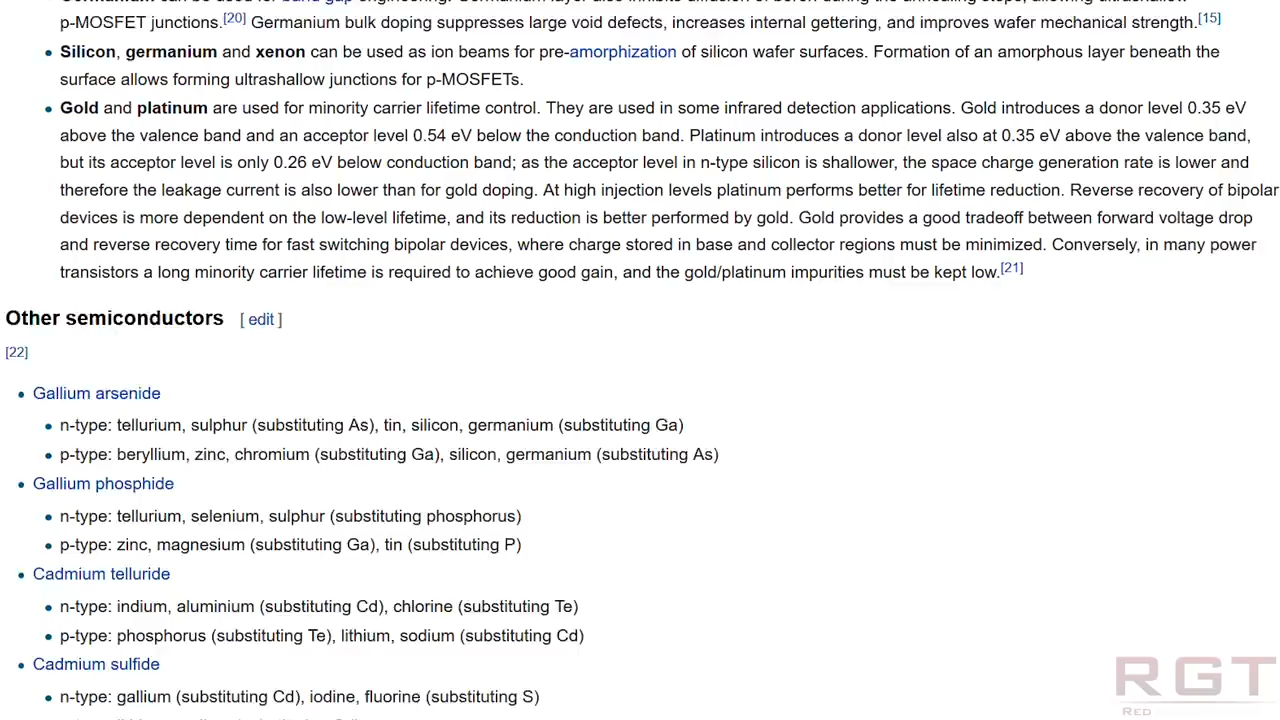 p-MOSFET junctions.[20] Germanium bulk doping suppresses large void defects, increases internal gettering, and improves wafer mechanical strength.[15]
Silicon, germanium and xenon can be used as ion beams for pre-amorphization of silicon wafer surfaces. Formation of an amorphous layer beneath the
surface allows forming ultrashallow junctions for p-MOSFETs.
Gold and platinum are used for minority carrier lifetime control. They are used in some infrared detection applications. Gold introduces a donor level 0.35 eV
above the valence band and an acceptor level 0.54 eV below the conduction band. Platinum introduces a donor level also at 0.35 eV above the valence band,
but its acceptor level is only 0.26 eV below conduction band; as the acceptor level in n-type silicon is shallower, the space charge generation rate is lower and
therefore the leakage current is also lower than for gold doping. At high injection levels platinum performs better for lifetime reduction. Reverse recovery of bipolar
devices is more dependent on the low-level lifetime, and its reduction is better performed by gold. Gold provides a good tradeoff between forward voltage drop
and reverse recovery time for fast switching bipolar devices, where charge stored in base and collector regions must be minimized. Conversely, in many power
transistors a long minority carrier lifetime is required to achieve good gain, and the gold/platinum impurities must be kept low.[21]
Other semiconductors [ edit ]
[22]
Gallium arsenide
n-type: tellurium, sulphur (substituting As), tin, silicon, germanium (substituting Ga)
p-type: beryllium, zinc, chromium (substituting Ga), silicon, germanium (substituting As)
Gallium phosphide
n-type: tellurium, selenium, sulphur (substituting phosphorus)
p-type: zinc, magnesium (substituting Ga), tin (substituting P)
Cadmium telluride
n-type: indium, aluminium (substituting Cd), chlorine (substituting Te)
p-type: phosphorus (substituting Te), lithium, sodium (substituting Cd)
Cadmium sulfide
n-type: gallium (substituting Cd), iodine, fluorine (substituting S)
RGT
RED